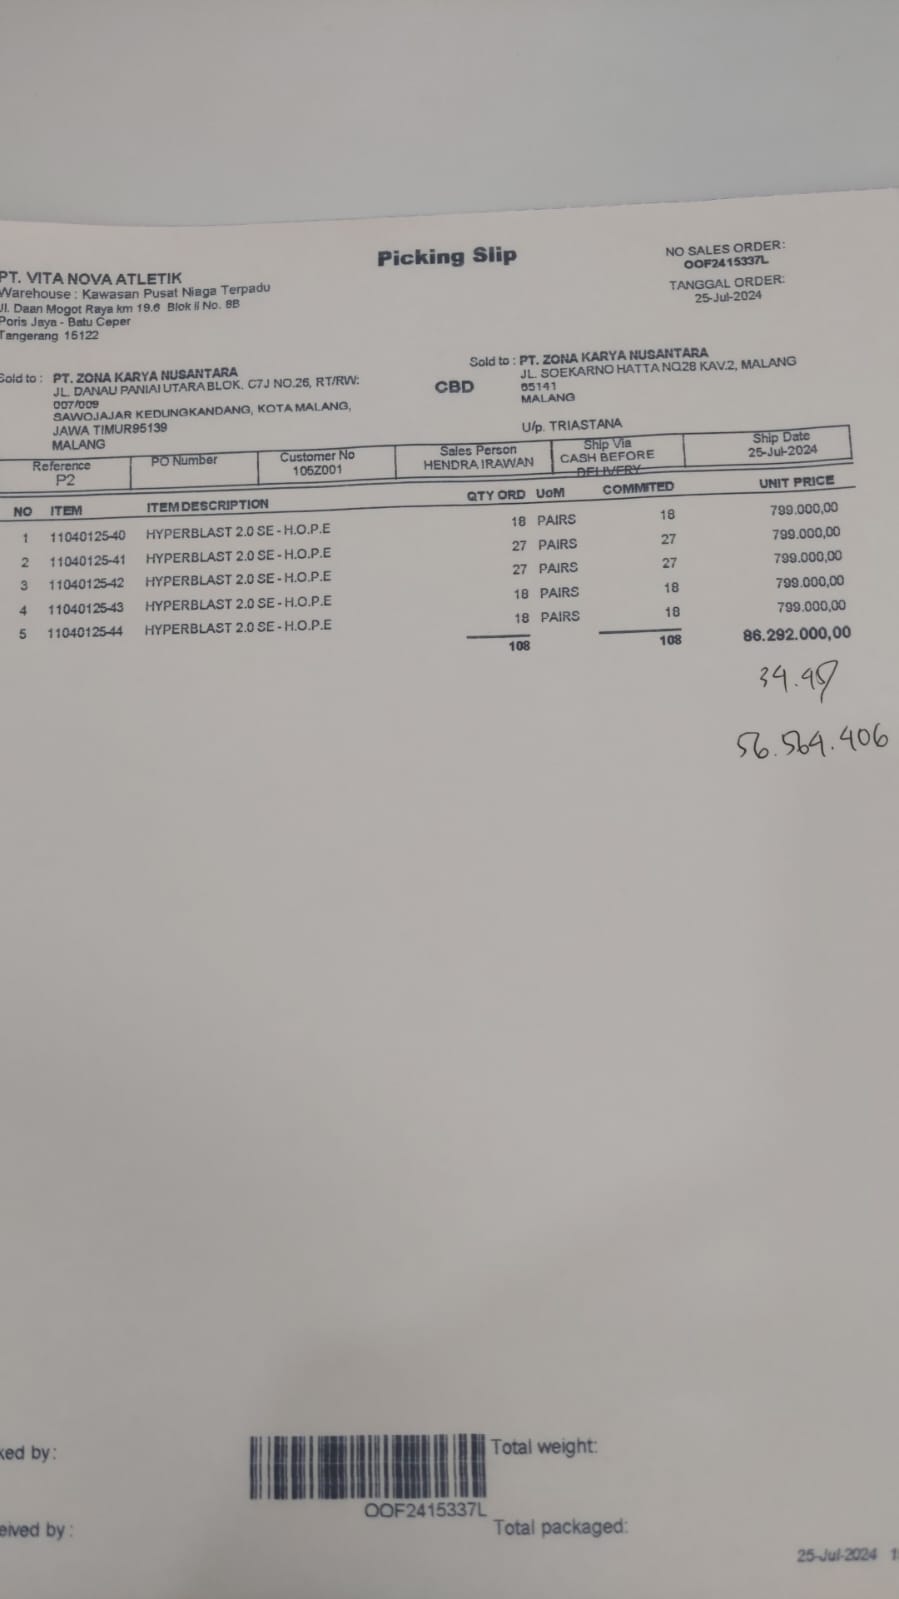 Picking Slip
NO SALES ORDER:
OOF2415337L
TANGGAL ORDER:
25-Jul-2024
PT. VITA NOVA ATLETIK
Warehouse : Kawasan Pusat Niaga Terpadu
Jl. Daan Mogot Raya km 19.6 Blok ii No. 8B
Poris Jaya - Batu Ceper
Tangerang 15122
Sold to : PT. ZONA KARYA NUSANTARA
JL. DANAU PANIAI UTARA BLOK. C7J NO.26, RT/RW:
007/009
SAWOJAJAR KEDUNGKANDANG, KOTA MALANG,
JAWA TIMUR95139
MALANG
CBD
Sold to : PT. ZONA KARYA NUSANTARA
JL. SOEKARNO HATTA NO.28 KAV.2, MALANG
65141
MALANG
U/p. TRIASTANA
Reference PO Number Customer No Sales Person Ship Via Ship Date
P2 105Z001 HENDRA IRAWAN CASH BEFORE DELIVERY 25-Jul-2024
NO ITEM ITEM DESCRIPTION QTY ORD UoM COMMITED UNIT PRICE
1 11040125-40 HYPERBLAST 2.0 SE - H.O.P.E 18 PAIRS 18 799.000,00
2 11040125-41 HYPERBLAST 2.0 SE - H.O.P.E 27 PAIRS 27 799.000,00
3 11040125-42 HYPERBLAST 2.0 SE - H.O.P.E 27 PAIRS 27 799.000,00
4 11040125-43 HYPERBLAST 2.0 SE - H.O.P.E 18 PAIRS 18 799.000,00
5 11040125-44 HYPERBLAST 2.0 SE - H.O.P.E 18 PAIRS 18 799.000,00
108 108 86.292.000,00
56.564.406
ked by:
Total weight:
OOF2415337L
eived by :
Total packaged:
25-Jul-2024